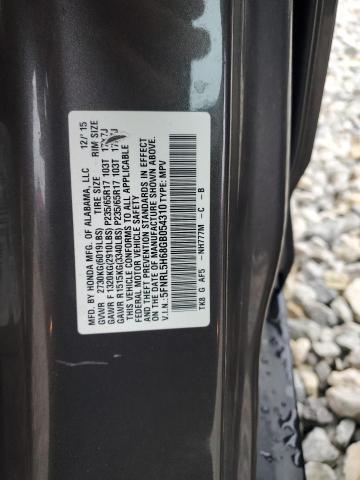 MFD. BY HONDA MFG. OF ALABAMA, LLC 12/ 15
GVWR 2730KG(6019LBS) TIRE SIZE RIM SIZE
GAWR F 1320KG(2910LBS) P235/65R17 103T 17X7J
GAWR R 1515KG(3340LBS) P235/65R17 103T
THIS VEHICLE CONFORMS TO ALL APPLICABLE
FEDERAL MOTOR VEHICLE SAFETY
AND THEFT PREVENTION STANDARDS IN EFFECT
ON THE DATE OF MANUFACTURE SHOWN ABOVE.
V.I.N.: 5FNRL5H68GB054310 TYPE: MPV
TK8 G AF5 - NH777M - C - B